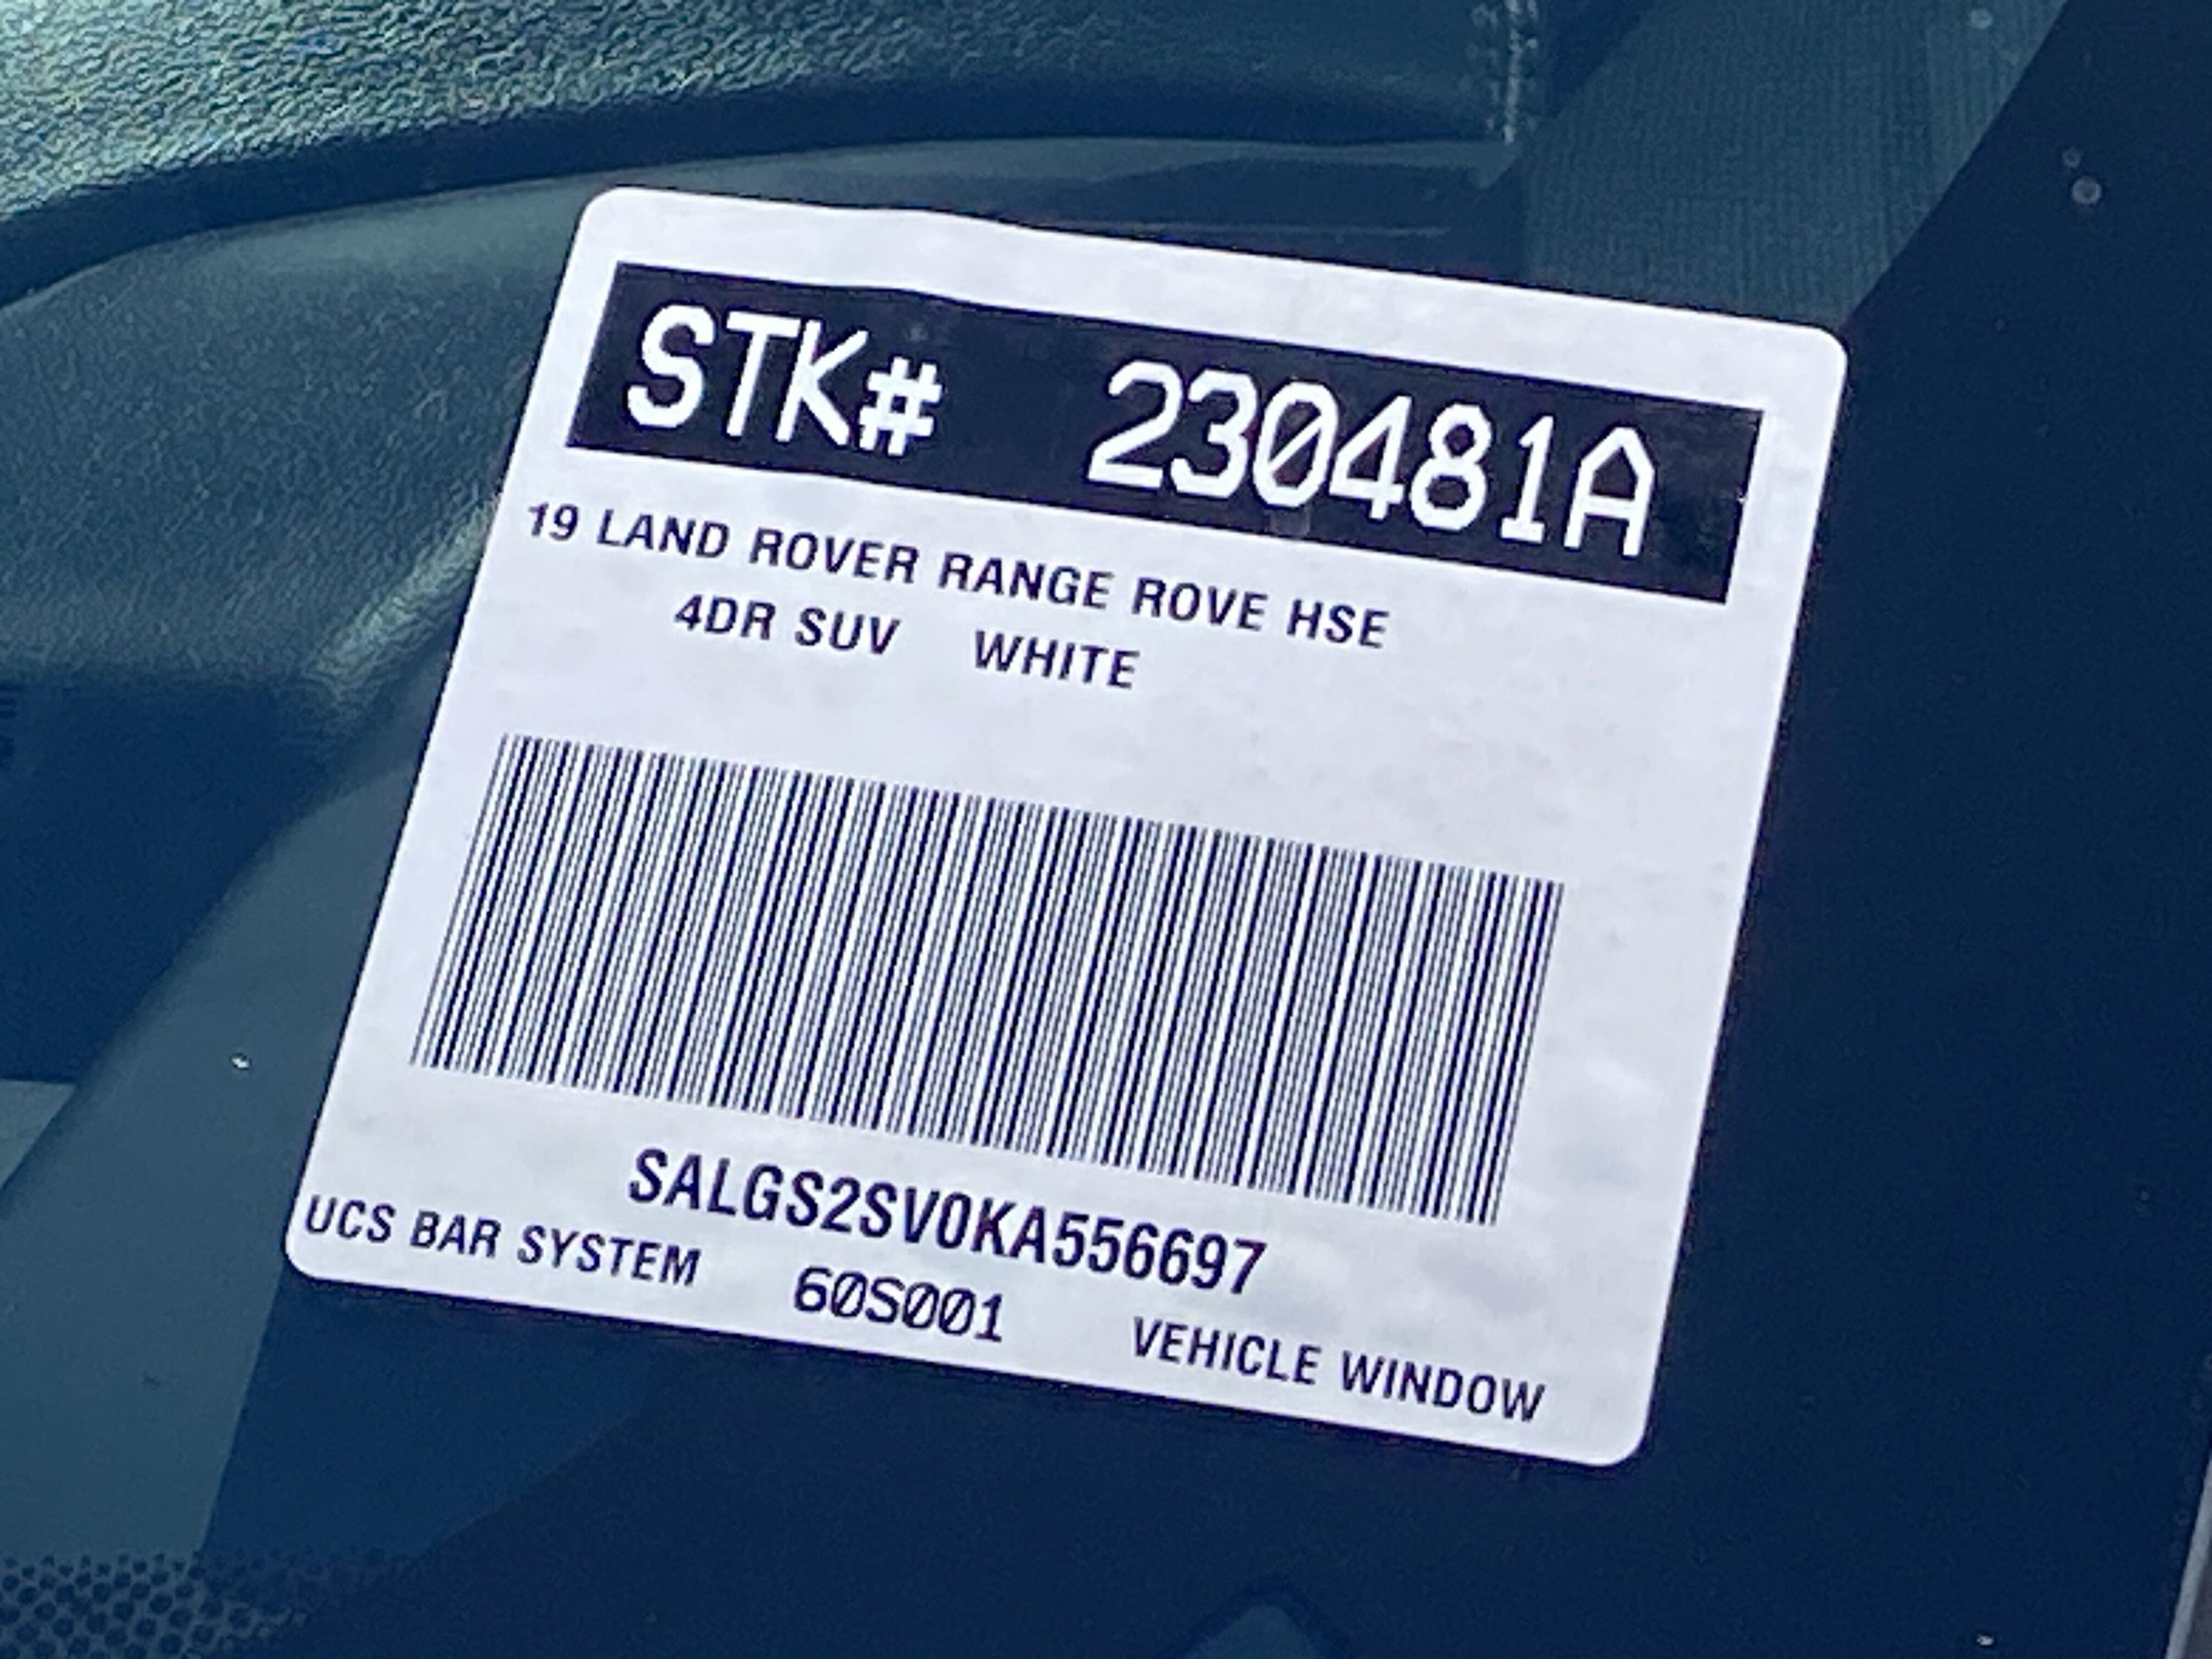 STK# 230481A
19 LAND ROVER RANGE ROVE HSE
4DR SUV WHITE
SALGS2SV0KA556697
UCS BAR SYSTEM 60S001 VEHICLE WINDOW